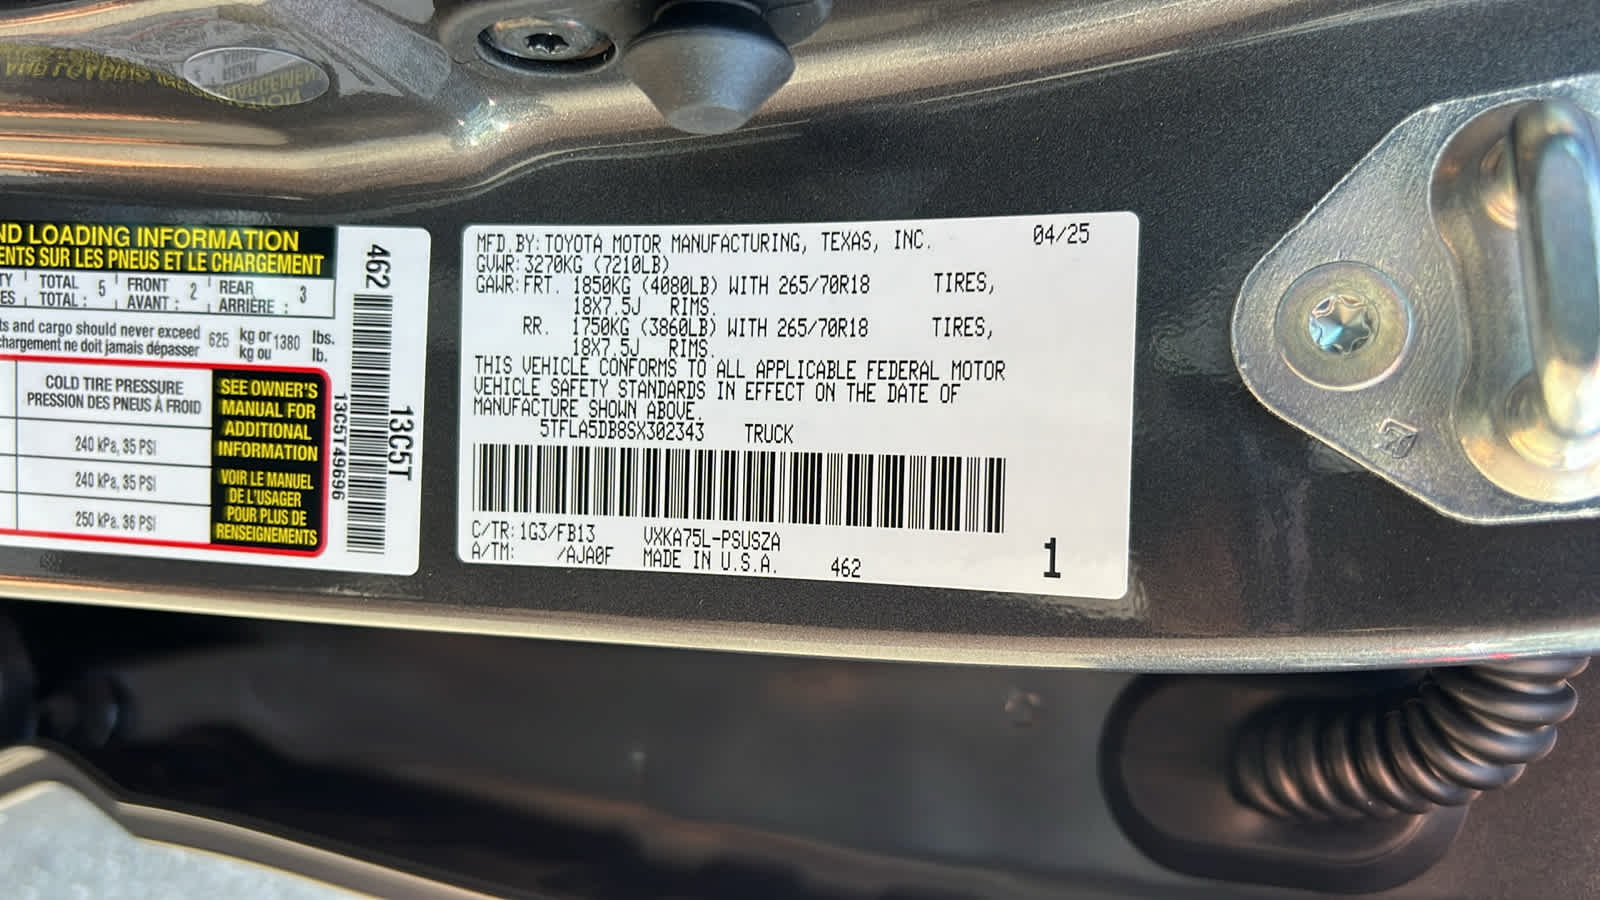 ND LOADING INFORMATION
ENTS SUR LES PNEUS ET LE CHARGEMENT
TY TOTAL 5 FRONT 2 REAR 3
ES TOTAL : AVANT : ARRIÈRE :
ts and cargo should never exceed 625 kg or 1380 lbs.
chargement ne doit jamais dépasser kg ou lb.
COLD TIRE PRESSURE
PRESSION DES PNEUS À FROID
240 kPa, 35 PSI
240 kPa, 35 PSI
250 kPa, 36 PSI
SEE OWNER'S
MANUAL FOR
ADDITIONAL
INFORMATION
VOIR LE MANUEL
DE L'USAGER
POUR PLUS DE
RENSEIGNEMENTS
462
13C5T49696
13C5T
MFD.BY:TOYOTA MOTOR MANUFACTURING, TEXAS, INC. 04/25
GVWR:3270KG (7210LB)
GAWR:FRT. 1850KG (4080LB) WITH 265/70R18 TIRES,
18X7.5J RIMS.
RR. 1750KG (3860LB) WITH 265/70R18 TIRES,
18X7.5J RIMS.
THIS VEHICLE CONFORMS TO ALL APPLICABLE FEDERAL MOTOR
VEHICLE SAFETY STANDARDS IN EFFECT ON THE DATE OF
MANUFACTURE SHOWN ABOVE.
5TFLA5DB8SX302343 TRUCK
C/TR:1G3/FB13 VXKA75L-PSUSZA
A/TM: /AJA0F MADE IN U.S.A. 462
1